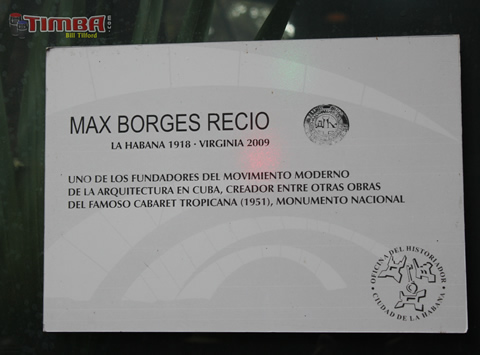 TIMBA.COM
Bill Tilford
MAX BORGES RECIO
LA HABANA 1918 · VIRGINIA 2009
UNO DE LOS FUNDADORES DEL MOVIMIENTO MODERNO
DE LA ARQUITECTURA EN CUBA, CREADOR ENTRE OTRAS OBRAS
DEL FAMOSO CABARET TROPICANA (1951), MONUMENTO NACIONAL
OFICINA DEL HISTORIADOR
CIUDAD DE LA HABANA